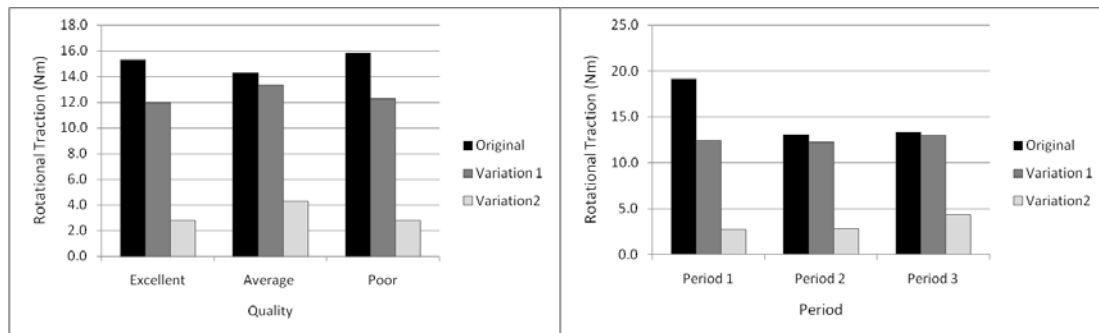 18.0
16.0
14.0
12.0
10.0
8.0
6.0
4.0
2.0
0.0
Rotational Traction (Nm)
Excellent Average Poor
Quality
Original
Variation 1
Variation2
25.0
20.0
15.0
10.0
5.0
0.0
Rotational Traction (Nm)
Period 1 Period 2 Period 3
Period
Original
Variation 1
Variation2